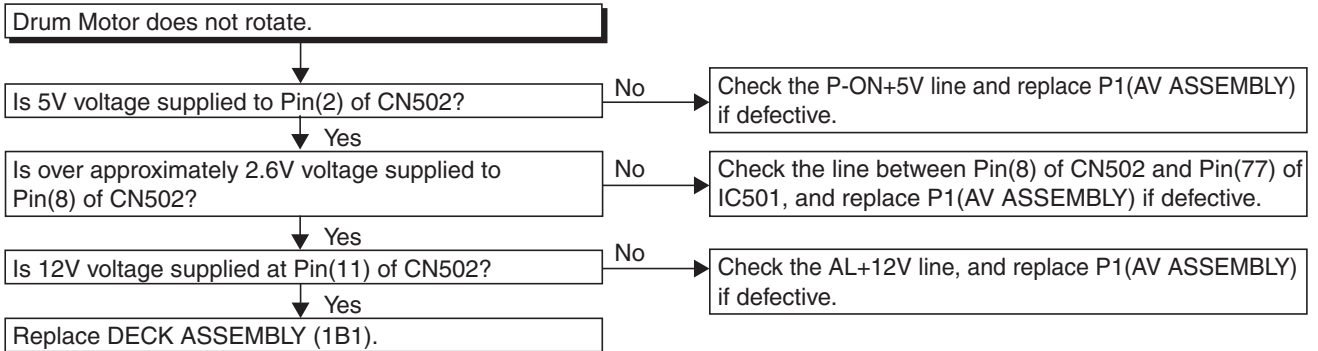 Drum Motor does not rotate.
Is 5V voltage supplied to Pin(2) of CN502?
No
Check the P-ON+5V line and replace P1(AV ASSEMBLY)
if defective.
Yes
Is over approximately 2.6V voltage supplied to
Pin(8) of CN502?
No
Check the line between Pin(8) of CN502 and Pin(77) of
IC501, and replace P1(AV ASSEMBLY) if defective.
Yes
Is 12V voltage supplied at Pin(11) of CN502?
No
Check the AL+12V line, and replace P1(AV ASSEMBLY)
if defective.
Yes
Replace DECK ASSEMBLY (1B1).